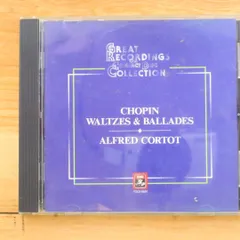 GREAT
RECORDINGS
COLLECTION
CHOPIN
WALTZES & BALLADES
ALFRED CORTOT